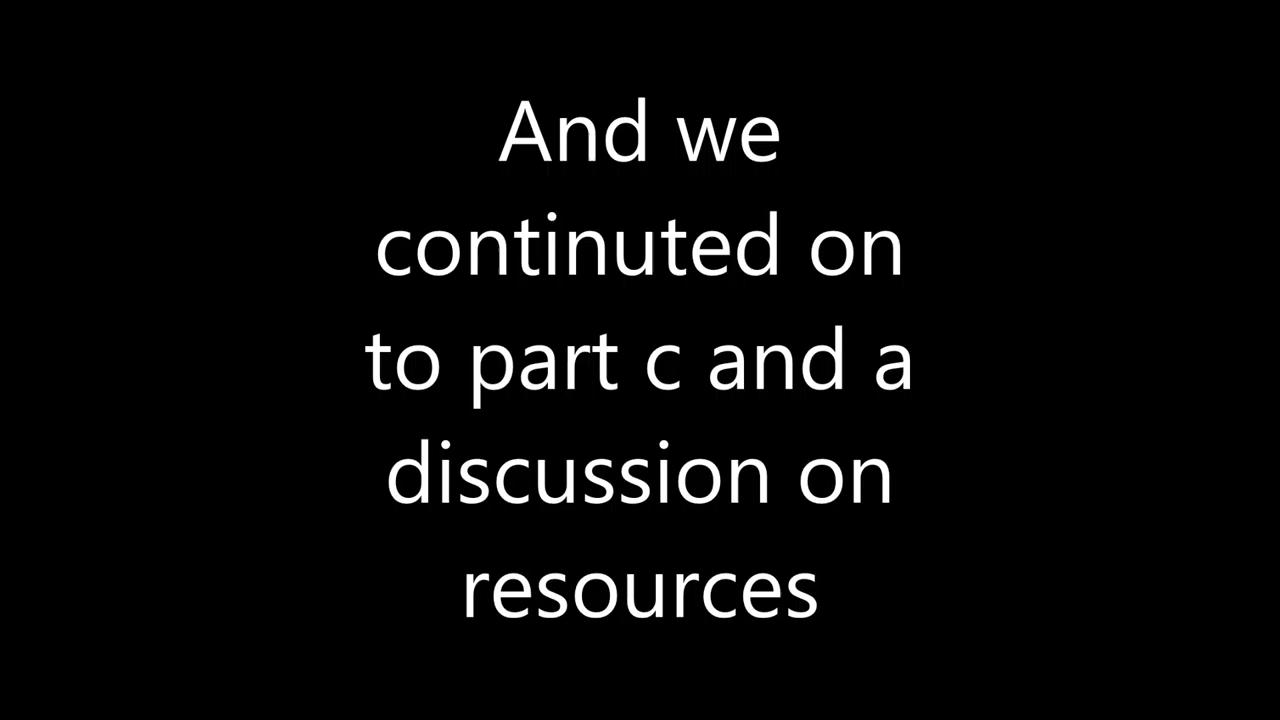 And we
continuted on
to part c and a
discussion on
resources